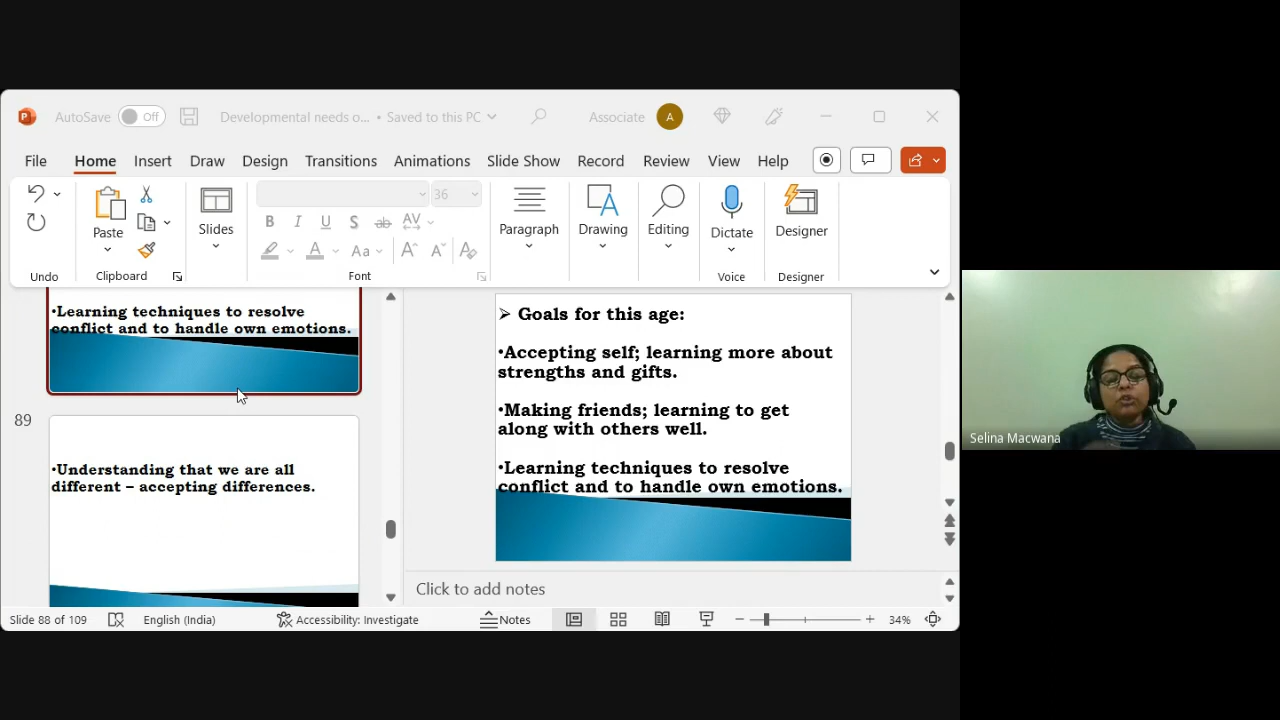 AutoSave Off Developmental needs o... • Saved to this PC Associate A
File Home Insert Draw Design Transitions Animations Slide Show Record Review View Help
36
Paste Slides B I U S ab AV Paragraph Drawing Editing Dictate Designer
A Aa A A A
Undo Clipboard Font Voice Designer
•Learning techniques to resolve
conflict and to handle own emotions.
89
•Understanding that we are all
different – accepting differences.
➢ Goals for this age:
•Accepting self; learning more about
strengths and gifts.
•Making friends; learning to get
along with others well.
•Learning techniques to resolve
conflict and to handle own emotions.
Click to add notes
Slide 88 of 109 English (India) Accessibility: Investigate Notes 34%
Selina Macwana